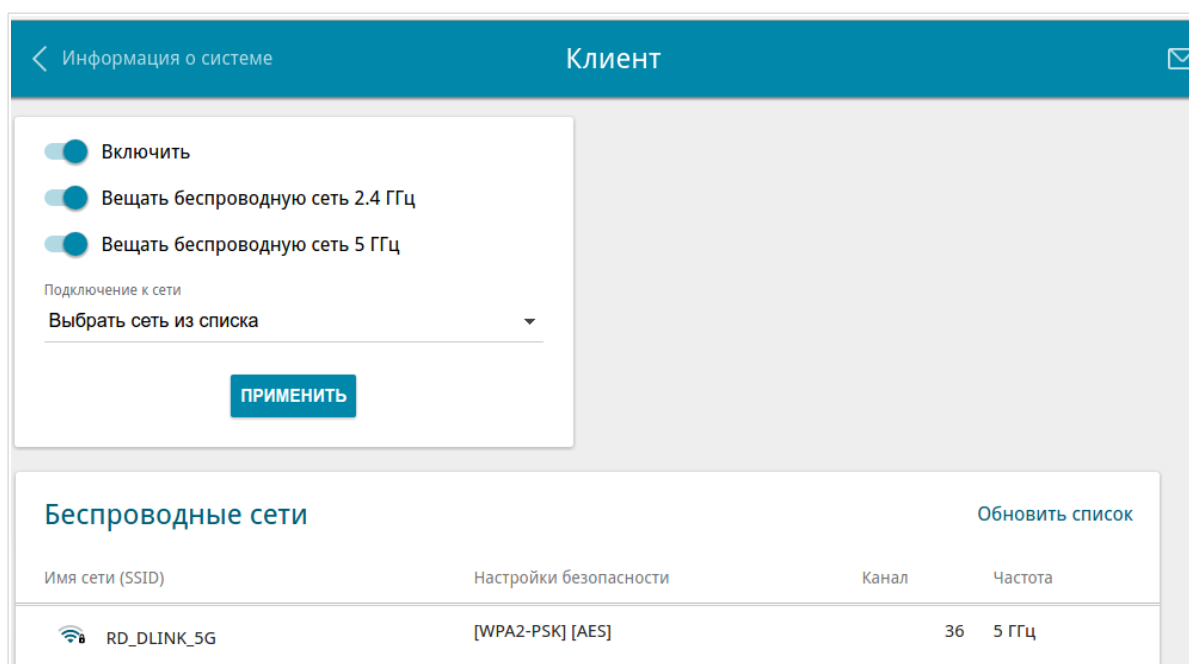 Информация о системе
Клиент
Включить
Вещать беспроводную сеть 2.4 ГГц
Вещать беспроводную сеть 5 ГГц
Подключение к сети
Выбрать сеть из списка
ПРИМЕНИТЬ
Беспроводные сети
Обновить список
Имя сети (SSID) Настройки безопасности Канал Частота
RD_DLINK_5G [WPA2-PSK] [AES] 36 5 ГГц